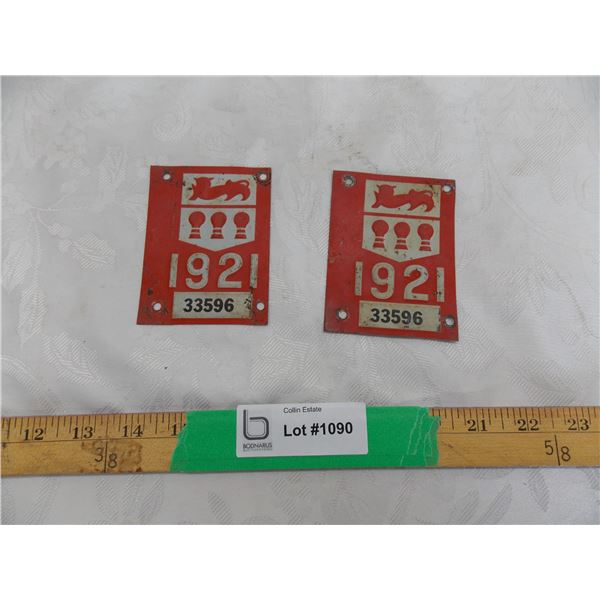 1921
33596
1921
33596
Collin Estate
Lot #1090
b
BODNARUS
12 13 14 15 21 22 23
3/8
5/8